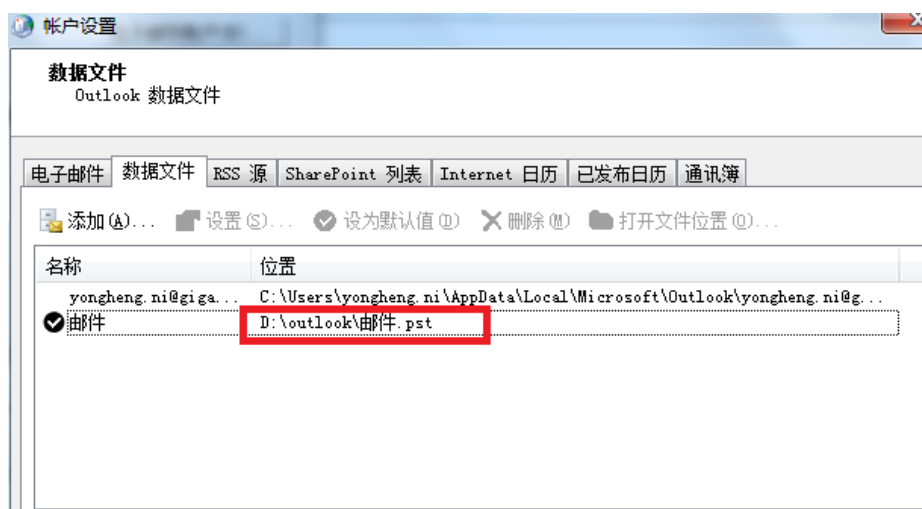 帐户设置
数据文件
Outlook 数据文件
电子邮件 数据文件 RSS 源 SharePoint 列表 Internet 日历 已发布日历 通讯簿
添加(A)... 设置(S)... 设为默认值(D) 删除(M) 打开文件位置(O)...
名称 位置
yongheng.ni@giga... C:\Users\yongheng.ni\AppData\Local\Microsoft\Outlook\yongheng.ni@g...
邮件 D:\outlook\邮件.pst